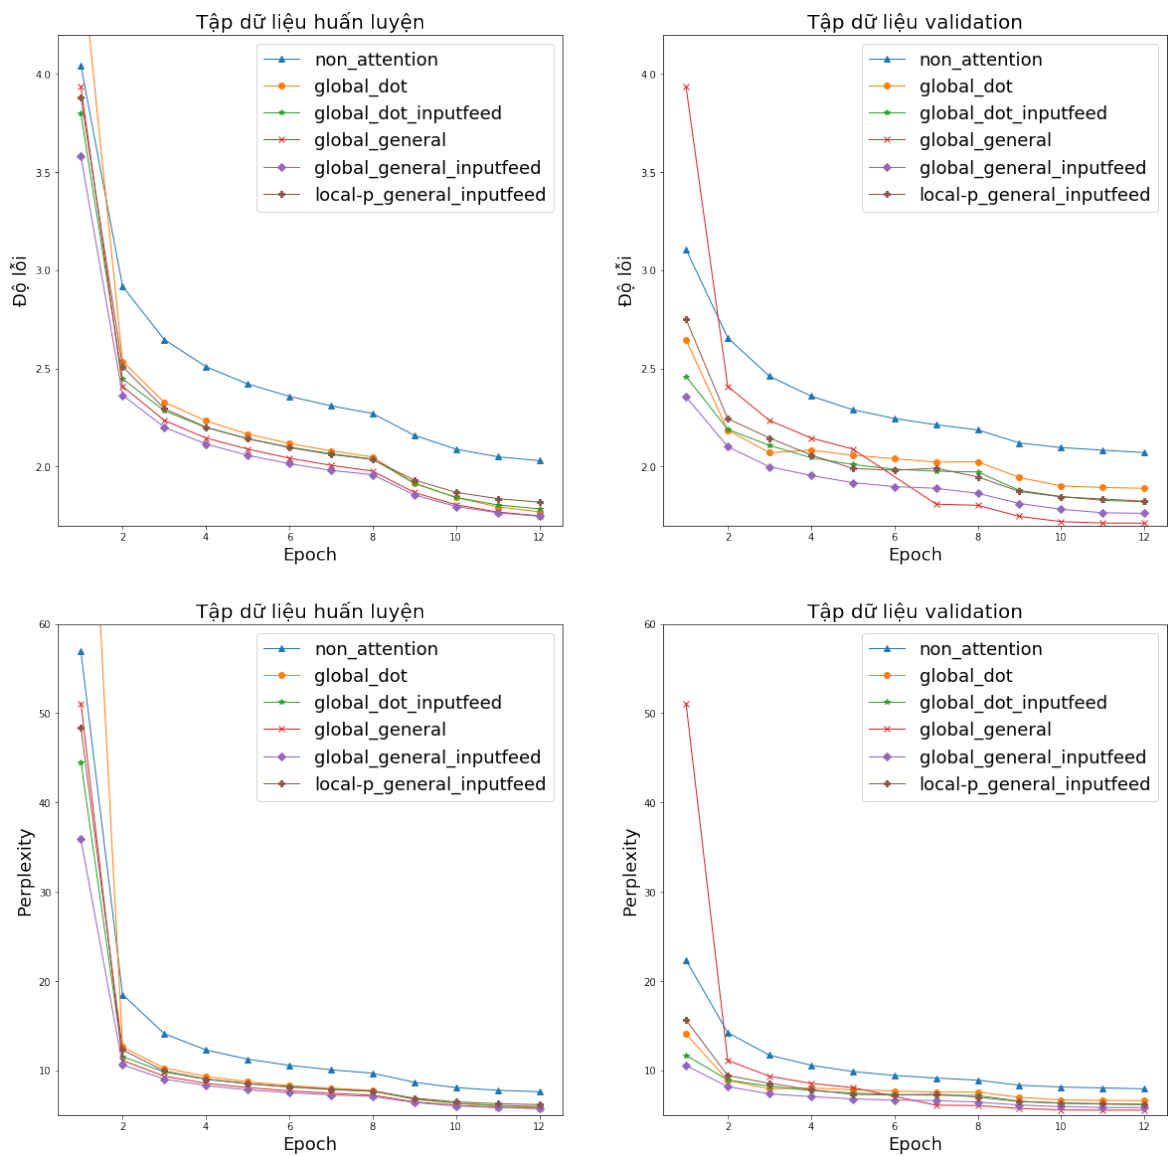 Tập dữ liệu huấn luyện
4.0
3.5
3.0
2.5
2.0
Độ lỗi
non_attention
global_dot
global_dot_inputfeed
global_general
global_general_inputfeed
local-p_general_inputfeed
2 4 6 8 10 12
Epoch
Tập dữ liệu validation
4.0
3.5
3.0
2.5
2.0
Độ lỗi
non_attention
global_dot
global_dot_inputfeed
global_general
global_general_inputfeed
local-p_general_inputfeed
2 4 6 8 10 12
Epoch
Tập dữ liệu huấn luyện
60
50
40
30
20
10
Perplexity
non_attention
global_dot
global_dot_inputfeed
global_general
global_general_inputfeed
local-p_general_inputfeed
2 4 6 8 10 12
Epoch
Tập dữ liệu validation
60
50
40
30
20
10
Perplexity
non_attention
global_dot
global_dot_inputfeed
global_general
global_general_inputfeed
local-p_general_inputfeed
2 4 6 8 10 12
Epoch